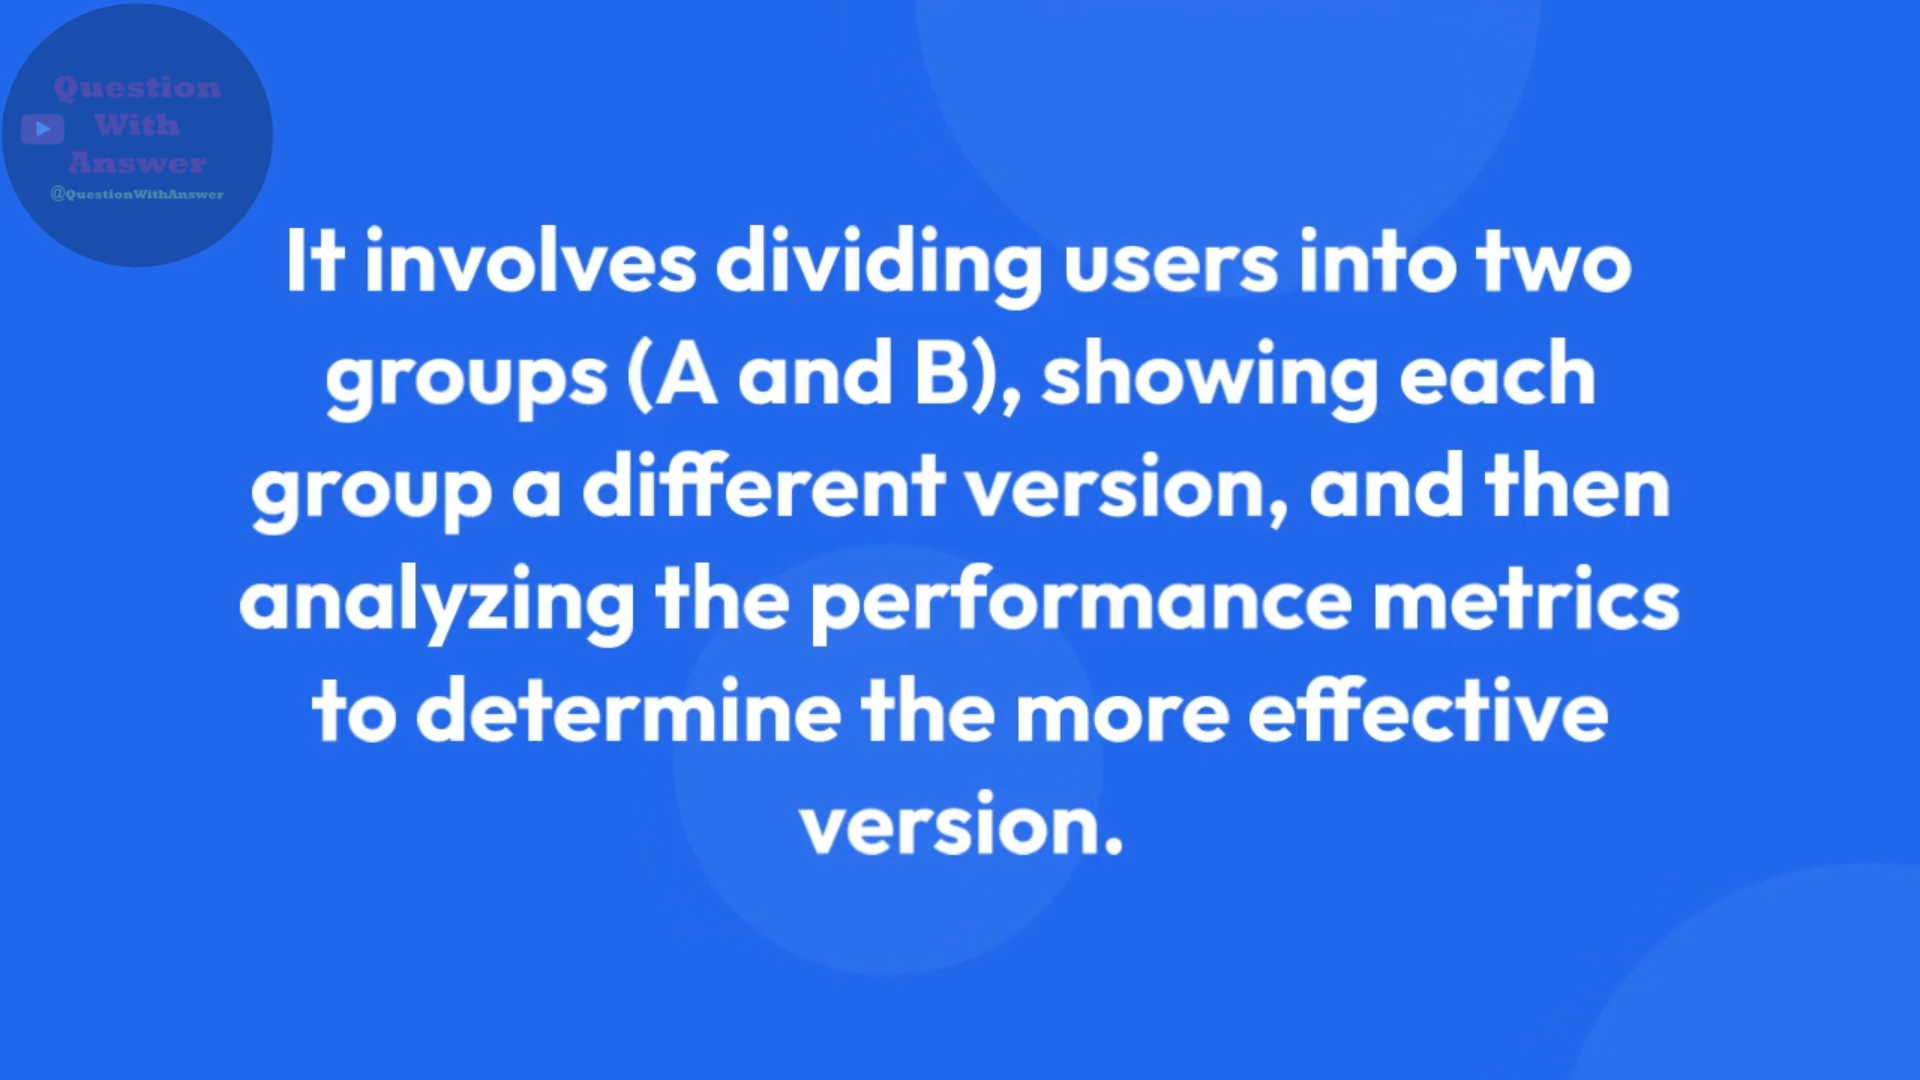 Question
With
Answer
@QuestionWithAnswer
It involves dividing users into two
groups (A and B), showing each
group a different version, and then
analyzing the performance metrics
to determine the more effective
version.